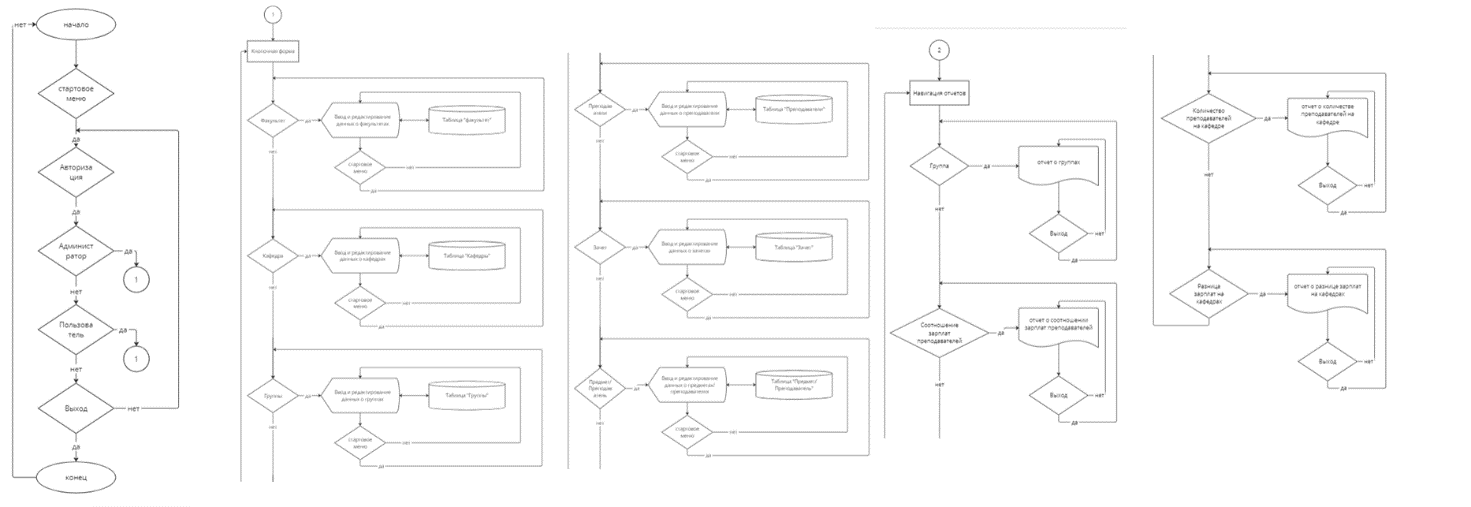 нет
начало
стартовое
меню
да
Авториза
ция
да
Админист
ратор
да
1
нет
Пользова
тель
да
1
нет
Выход
нет
да
конец
1
Кнопочная форма
Факультет
да
Ввод и редактирование
данных о факультетах
Таблица "факультет"
стартовое
меню
нет
да
нет
Кафедра
да
Ввод и редактирование
данных о кафедрах
Таблица "Кафедры"
стартовое
меню
нет
да
нет
Группы
да
Ввод и редактирование
данных о группах
Таблица "Группы"
стартовое
меню
нет
да
нет
Преподав
атели
да
Ввод и редактирование
данных о преподавателях
Таблица "Преподаватели"
стартовое
меню
нет
да
нет
Зачет
да
Ввод и редактирование
данных о зачетах
Таблица "Зачет"
стартовое
меню
нет
да
нет
Предмет/
Преподав
атель
да
Ввод и редактирование
данных о предметах/
преподавателях
Таблица "Предмет/
Преподаватель"
стартовое
меню
нет
да
нет
2
Навигация отчетов
Группа
да
отчет о группах
нет
Выход
нет
да
Соотношение
зарплат
преподавателей
да
отчет о соотношении
зарплат преподавателей
нет
Выход
нет
да
Количество
преподавателей
на кафедре
да
отчет о количестве
преподавателей на
кафедре
нет
Выход
нет
да
Разница
зарплат на
кафедрах
да
отчет о разнице зарплат
на кафедрах
Выход
нет
да